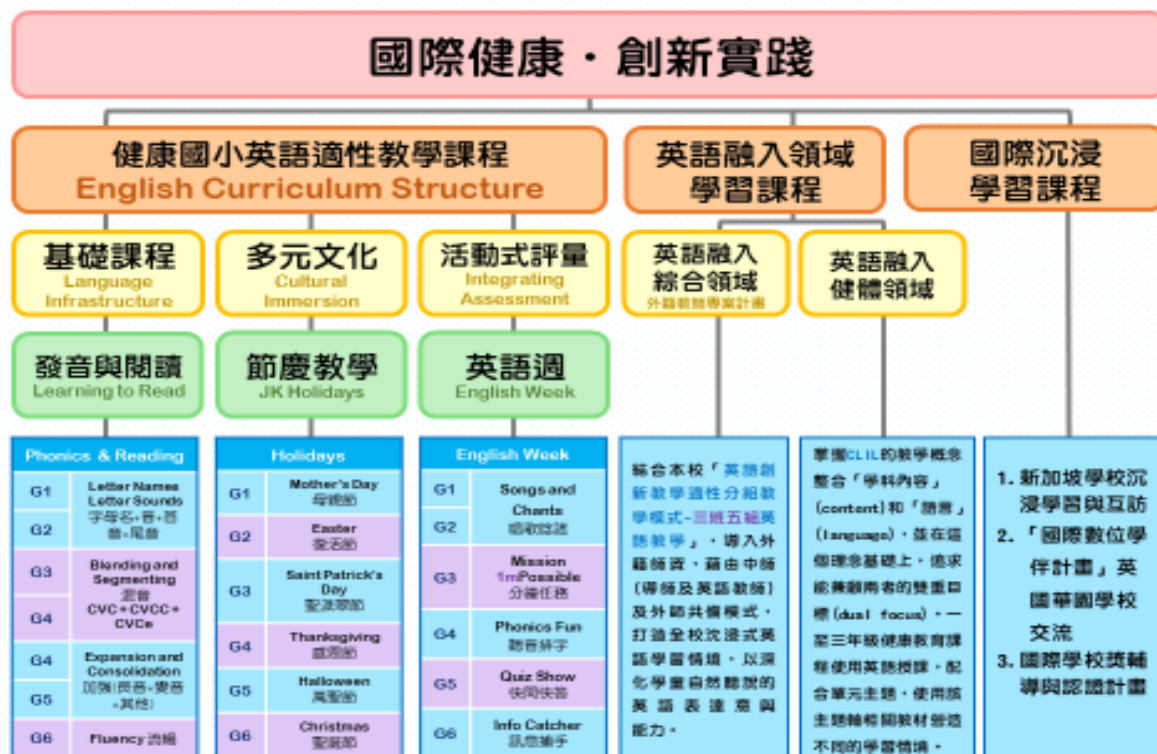 國際健康・創新實踐
健康國小英語適性教學課程
English Curriculum Structure
英語融入領域
學習課程
國際沉浸
學習課程
基礎課程
Language
Infrastructure
多元文化
Cultural
Immersion
活動式評量
Integrating
Assessment
英語融入
綜合領域
外籍教師專案計畫
英語融入
健體領域
發音與閱讀
Learning to Read
節慶教學
JK Holidays
英語週
English Week
Phonics & Reading
G1
G2
Letter Names
Letter Sounds
G3
G4
Blending and
Segmenting
混音
CVC+CVCC+
CVCe
G4
G5
Expansion and
Consolidation
G6
Fluency 流暢
Holidays
G1
Mother's Day
母親節
G2
Easter
復活節
G3
Saint Patrick's
Day
聖派翠節
G4
Thanksgiving
感恩節
G5
Halloween
萬聖節
G6
Christmas
聖誕節
English Week
G1
G2
Songs and
Chants
唱歌唸謠
G3
Mission
1mPossible
分鐘任務
G4
Phonics Fun
聽音拼字
G5
Quiz Show
快問快答
G6
Info Catcher
訊息捕手
綜合本校「英語創
新教學適性分組教
學模式-三班五組英
語教學」，導入外
籍師資，藉由中師
(導師及英語教師)
及外師共備模式，
打造全校沈浸式英
語學習情境，以深
化學童自然聽說的
英語表達意與
能力。
掌握CLIL的教學概念
整合「學科內容」
(content)和「語言」
(language)，並在這
個理念基礎上，追求
能兼顧兩者的雙重目
標(dual focus)。一
至三年級健康教育課
程使用英語授課，配
合單元主題，使用該
主題軸相關教材營造
不同的學習情境。
1. 新加坡學校沉
浸學習與互訪
2. 「國際數位學
伴計畫」英
國華園學校
交流
3. 國際學校獎輔
導與認證計畫